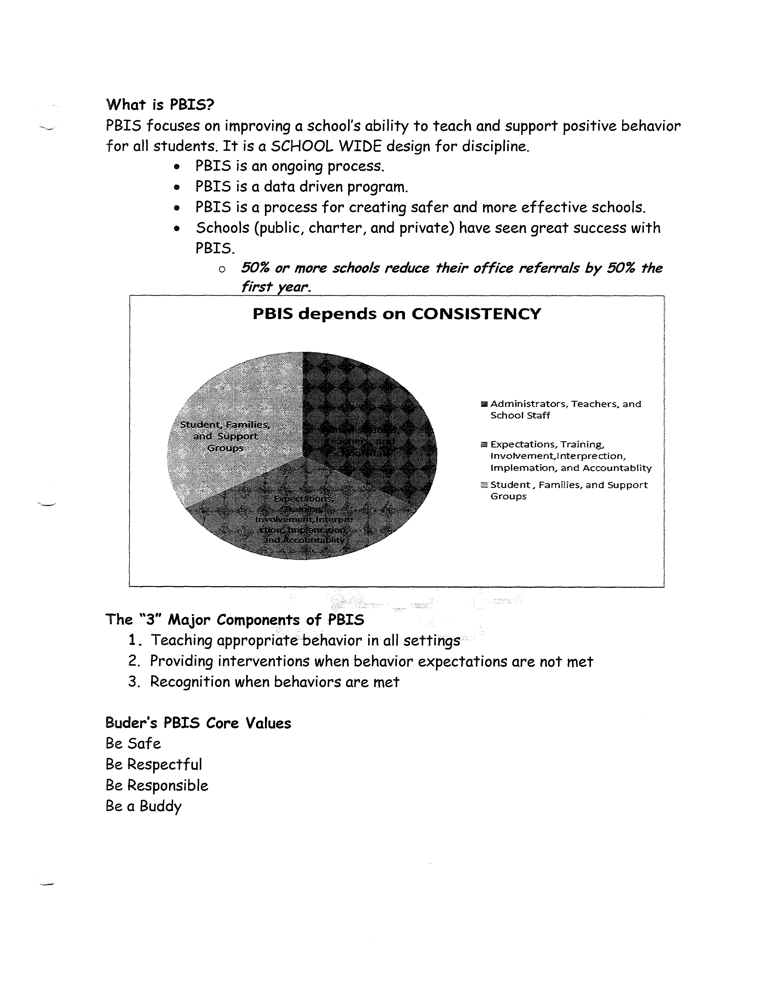 What is PBIS?
PBIS focuses on improving a school's ability to teach and support positive behavior
for all students. It is a SCHOOL WIDE design for discipline.
• PBIS is an ongoing process.
• PBIS is a data driven program.
• PBIS is a process for creating safer and more effective schools.
• Schools (public, charter, and private) have seen great success with
PBIS.
o 50% or more schools reduce their office referrals by 50% the
first year.
PBIS depends on CONSISTENCY
Student, Families,
and Support
Groups
Administrators,
Teachers, and
School Staff
Expectations,
Training,
Involvement,Interpre
ction, Implemation,
and Accountablity
Administrators, Teachers, and
School Staff
Expectations, Training,
Involvement,Interprection,
Implemation, and Accountablity
Student, Families, and Support
Groups
The "3" Major Components of PBIS
1. Teaching appropriate behavior in all settings
2. Providing interventions when behavior expectations are not met
3. Recognition when behaviors are met
Buder's PBIS Core Values
Be Safe
Be Respectful
Be Responsible
Be a Buddy